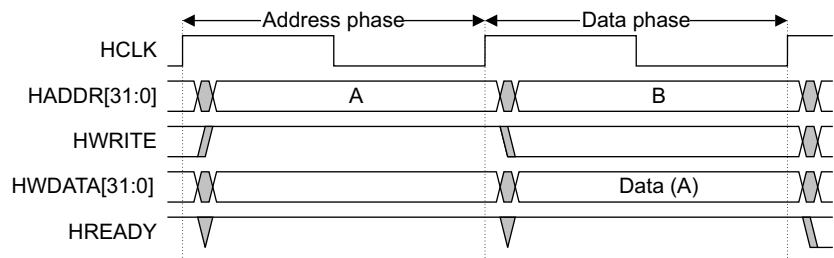 Address phase Data phase
HCLK
HADDR[31:0] A B
HWRITE
HWDATA[31:0] Data (A)
HREADY